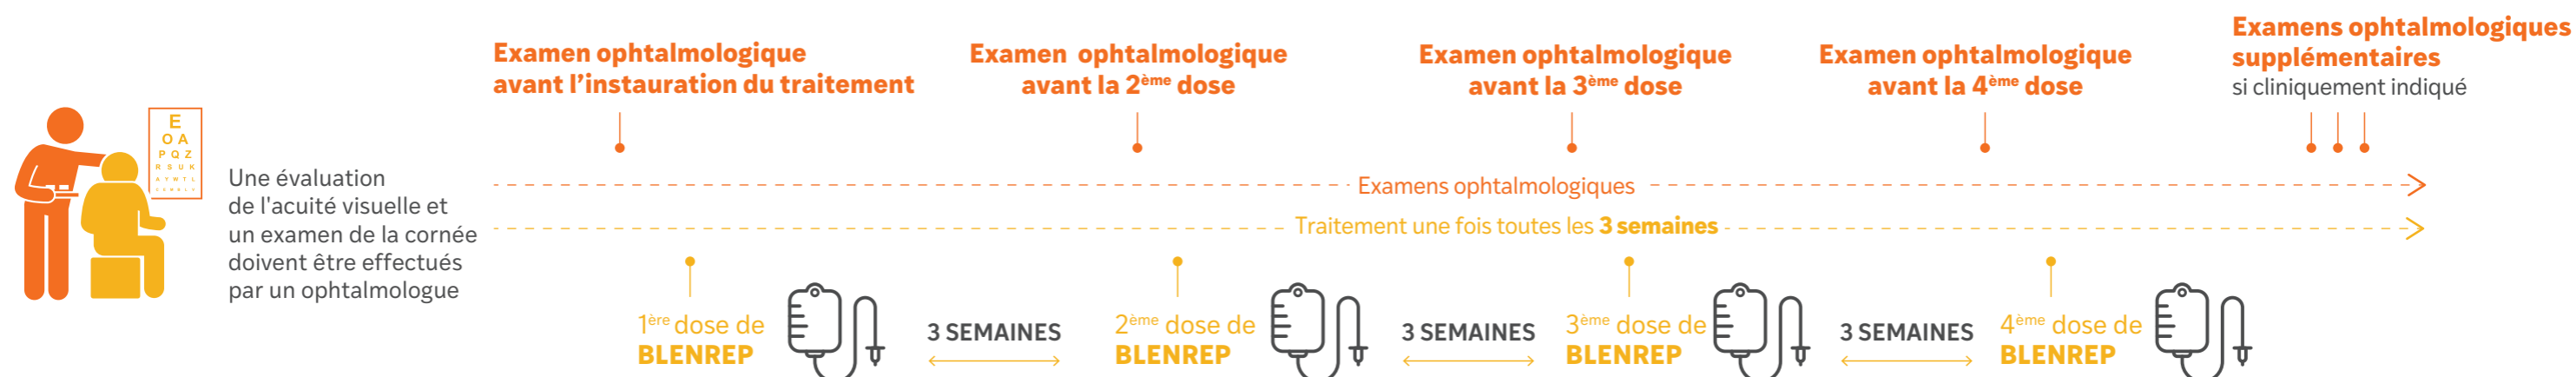 Examen ophtalmologique
avant l’instauration du traitement
Examen ophtalmologique
avant la 2ème dose
Examen ophtalmologique
avant la 3ème dose
Examen ophtalmologique
avant la 4ème dose
Examens ophtalmologiques
supplémentaires
si cliniquement indiqué
E
O A
P Q Z
R S U K
Une évaluation
de l'acuité visuelle et
un examen de la cornée
doivent être effectués
par un ophtalmologue
Examens ophtalmologiques
Traitement une fois toutes les 3 semaines
1ère dose de
BLENREP
3 SEMAINES
2ème dose de
BLENREP
3 SEMAINES
3ème dose de
BLENREP
3 SEMAINES
4ème dose de
BLENREP